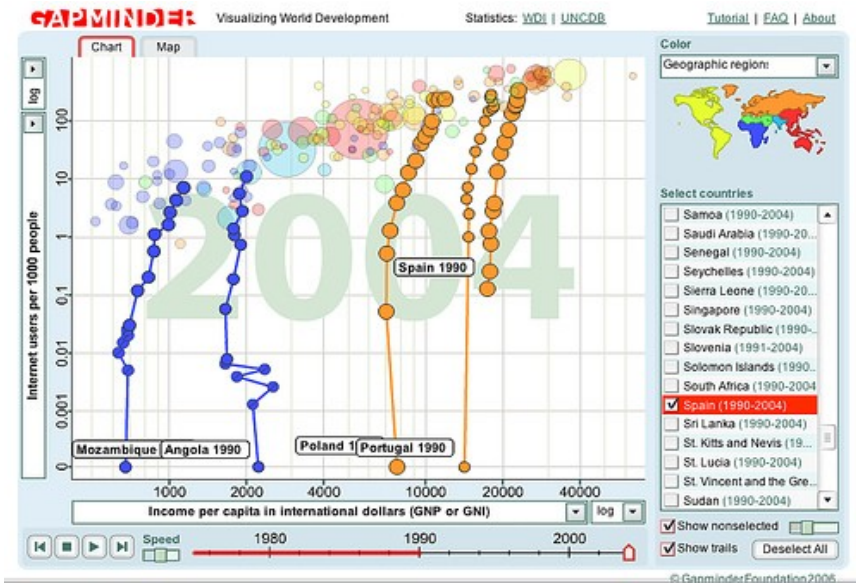 GAPMINDER Visualizing World Development Statistics: WDI | UNCDB Tutorial | FAQ | About
Chart Map
Color
Geographic regions
log
Internet users per 1000 people
100
10
1
0,1
0,01
0.001
0
2004
Spain 1990
Mozambique Angola 1990 Poland 1 Portugal 1990
1000 2000 4000 10000 20000 40000
Income per capita in international dollars (GNP or GNI) log
Select countries
Samoa (1990-2004)
Saudi Arabia (1990-20...
Senegal (1990-2004)
Seychelles (1990-2004)
Sierra Leone (1990-20...
Singapore (1990-2004)
Slovak Republic (1990-..
Slovenia (1991-2004)
Solomon Islands (1990..
South Africa (1990-2004
Spain (1990-2004)
Sri Lanka (1990-2004)
St. Kitts and Nevis (19...
St. Lucia (1990-2004)
St. Vincent and the Gre...
Sudan (1990-2004)
Show nonselected
Show trails Deselect All
Speed
1980 1990 2000
©GapminderFoundation2006